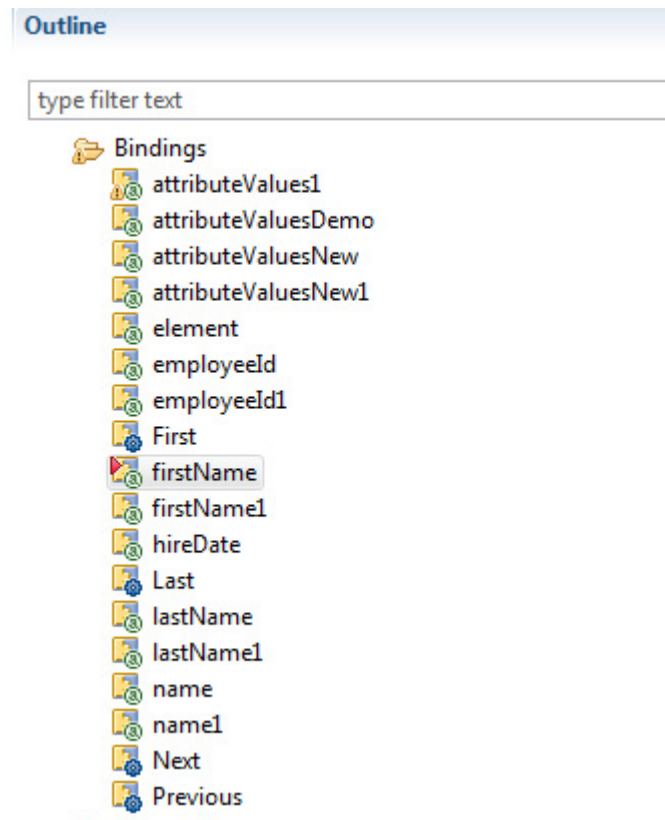 Outline
type filter text
Bindings
attributeValues1
attributeValuesDemo
attributeValuesNew
attributeValuesNew1
element
employeeId
employeeId1
First
firstName
firstName1
hireDate
Last
lastName
lastName1
name
name1
Next
Previous